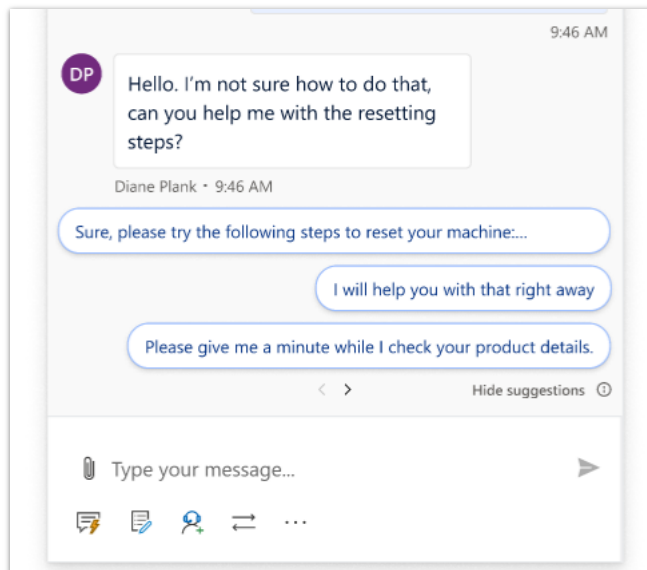 9:46 AM
DP
Hello. I'm not sure how to do that,
can you help me with the resetting
steps?
Diane Plank • 9:46 AM
Sure, please try the following steps to reset your machine:...
I will help you with that right away
Please give me a minute while I check your product details.
Hide suggestions
Type your message...